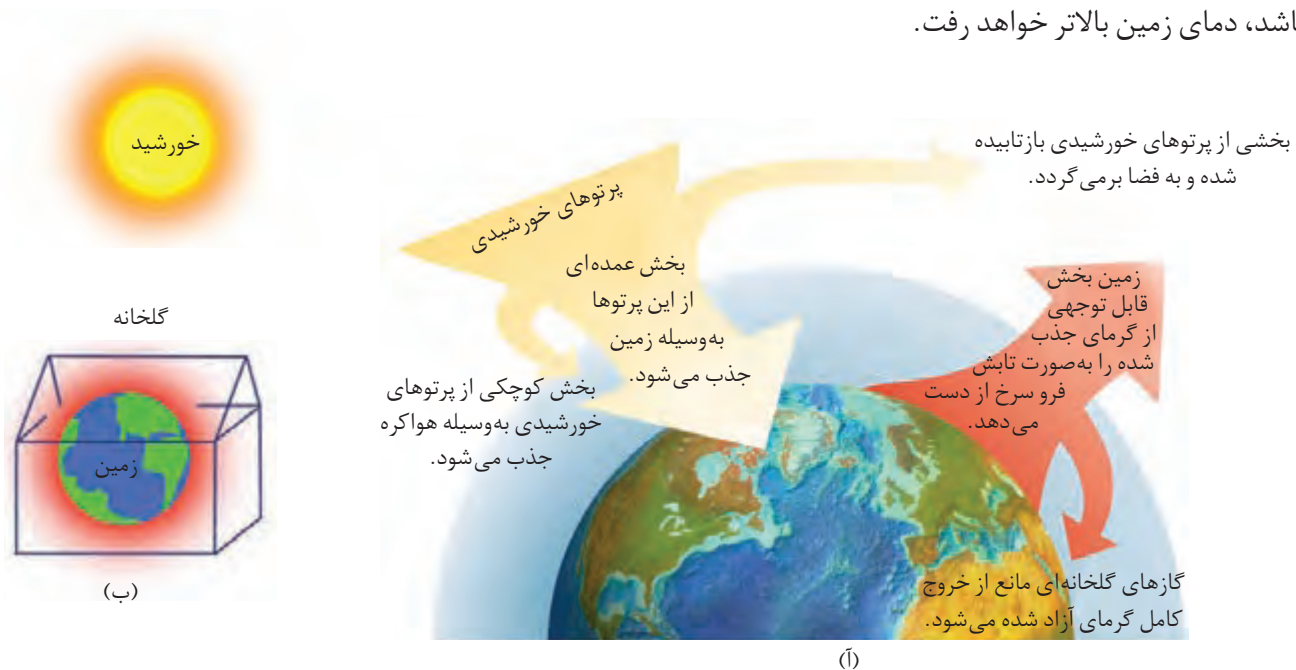 باشد، دمای زمین بالاتر خواهد رفت.
بخشی از پرتوهای خورشیدی بازتابیده
شده و به فضا برمی‌گردد.
پرتوهای خورشیدی
بخش عمده‌ای
از این پرتوها
به‌وسیله زمین
جذب می‌شود.
زمین بخش
قابل توجهی
از گرمای جذب
شده را به‌صورت تابش
فرو سرخ از دست
می‌دهد.
بخش کوچکی از پرتوهای
خورشیدی به‌وسیله هواکره
جذب می‌شود.
گازهای گلخانه‌ای مانع از خروج
کامل گرمای آزاد شده می‌شود.
(آ)
خورشید
گلخانه
زمین
(ب)